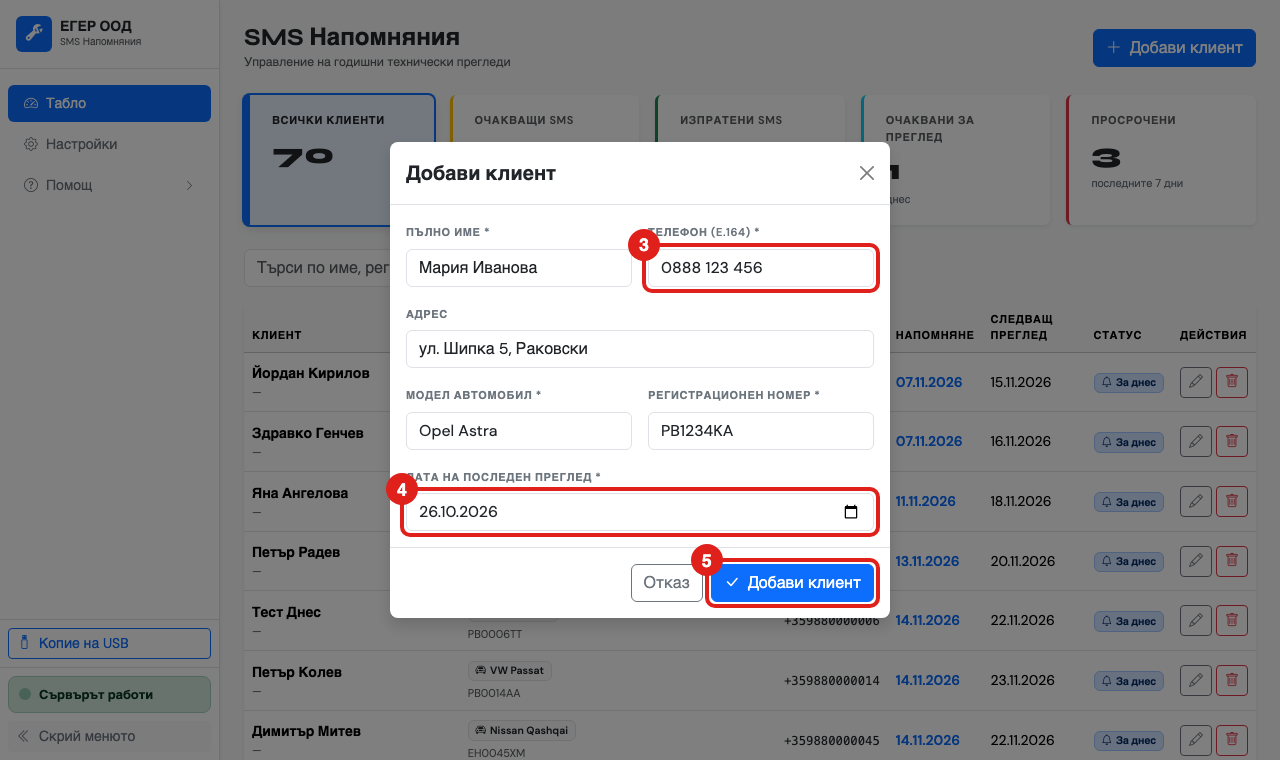 ЕГЕР ООД
SMS Напомняния
Табло
Настройки
Помощ
Копие на USB
Сървърът работи
Скрий менюто
SMS Напомняния
Управление на годишни технически прегледи
Добави клиент
ВСИЧКИ КЛИЕНТИ
79
ОЧАКВАЩИ SMS
ИЗПРАТЕНИ SMS
ОЧАКВАНИ ЗА
ПРЕГЛЕД
днес
ПРОСРОЧЕНИ
3
последните 7 дни
Търси по име, рег
Добави клиент
ПЪЛНО ИМЕ *
Мария Иванова
3
ТЕЛЕФОН (E.164) *
0888 123 456
АДРЕС
ул. Шипка 5, Раковски
МОДЕЛ АВТОМОБИЛ *
Opel Astra
РЕГИСТРАЦИОНЕН НОМЕР *
PB1234KA
4
ДАТА НА ПОСЛЕДЕН ПРЕГЛЕД *
26.10.2026
Отказ
5
Добави клиент
КЛИЕНТ
НАПОМНЯНЕ
СЛЕДВАЩ
ПРЕГЛЕД
СТАТУС
ДЕЙСТВИЯ
Йордан Кирилов
—
07.11.2026
15.11.2026
За днес
Здравко Генчев
—
07.11.2026
16.11.2026
За днес
Яна Ангелова
—
11.11.2026
18.11.2026
За днес
Петър Радев
—
13.11.2026
20.11.2026
За днес
Тест Днес
—
PB0006TT
+359880000006
14.11.2026
22.11.2026
За днес
Петър Колев
—
VW Passat
PB0014AA
+359880000014
14.11.2026
23.11.2026
За днес
Димитър Митев
—
Nissan Qashqai
EH0045XM
+359880000045
14.11.2026
22.11.2026
За днес